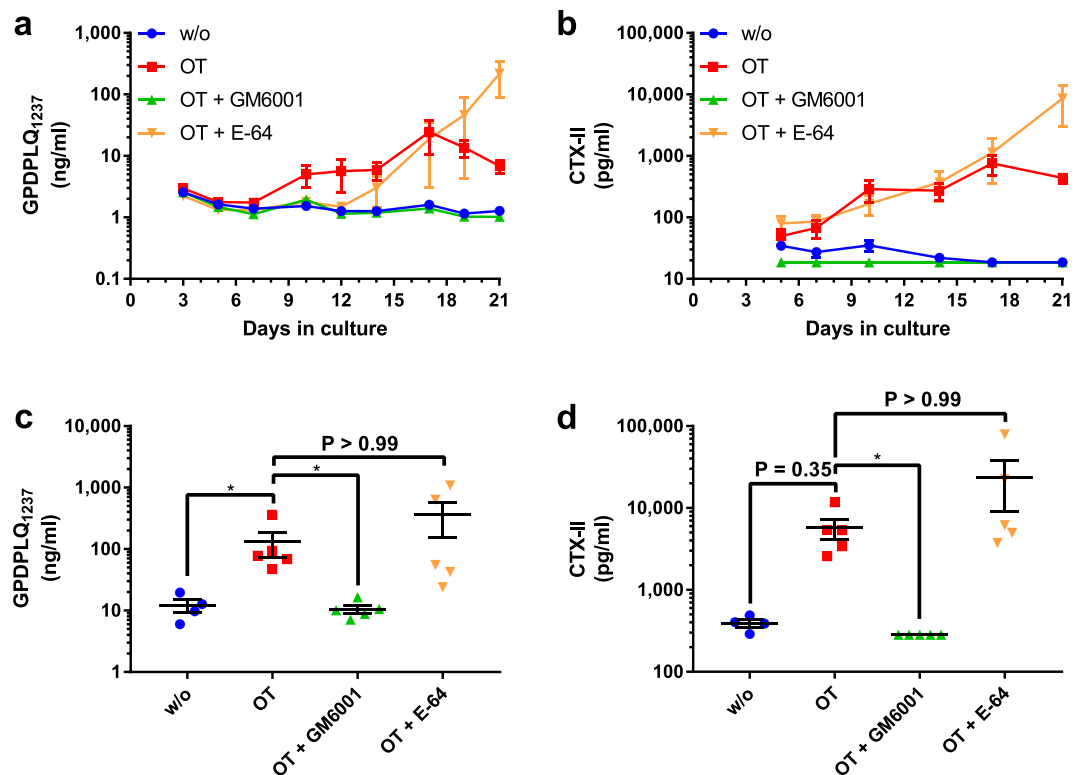 a
1,000
100
10
1
0.1
GPDPLQ1237
(ng/ml)
w/o
OT
OT + GM6001
OT + E-64
0 3 6 9 12 15 18 21
Days in culture
b
100,000
10,000
1,000
100
10
CTX-II
(pg/ml)
w/o
OT
OT + GM6001
OT + E-64
0 3 6 9 12 15 18 21
Days in culture
c
10,000
1,000
100
10
1
GPDPLQ1237
(ng/ml)
P > 0.99
*
*
w/o
OT
OT + GM6001
OT + E-64
d
100,000
10,000
1,000
100
CTX-II
(pg/ml)
P > 0.99
P = 0.35
*
w/o
OT
OT + GM6001
OT + E-64